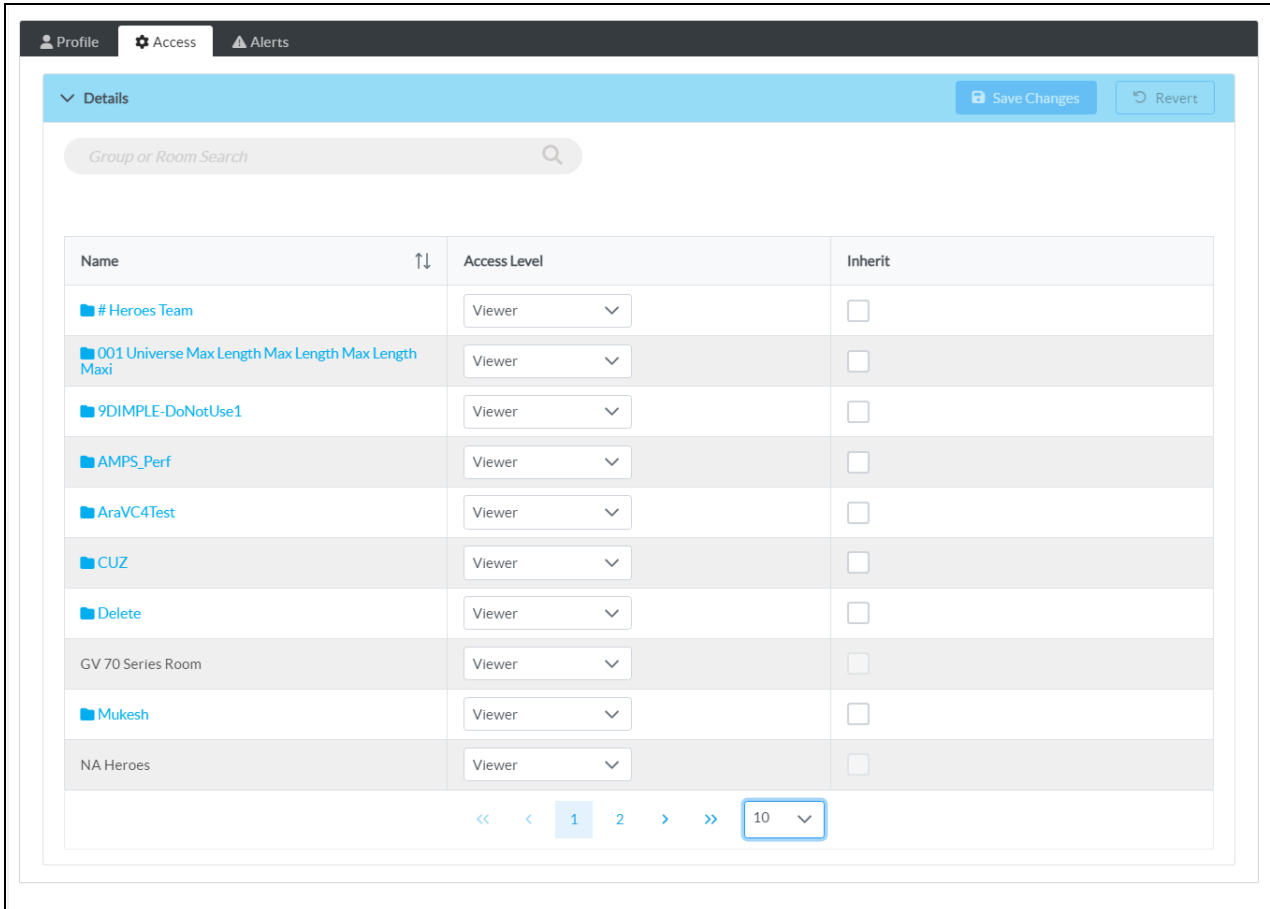 Profile Access Alerts
Details Save Changes Revert
Group or Room Search
Name Access Level Inherit
# Heroes Team Viewer
001 Universe Max Length Max Length Max Length
Maxi Viewer
9DIMPLE-DoNotUse1 Viewer
AMPS_Perf Viewer
AraVC4Test Viewer
CUZ Viewer
Delete Viewer
GV 70 Series Room Viewer
Mukesh Viewer
NA Heroes Viewer
<< < 1 2 > >> 10